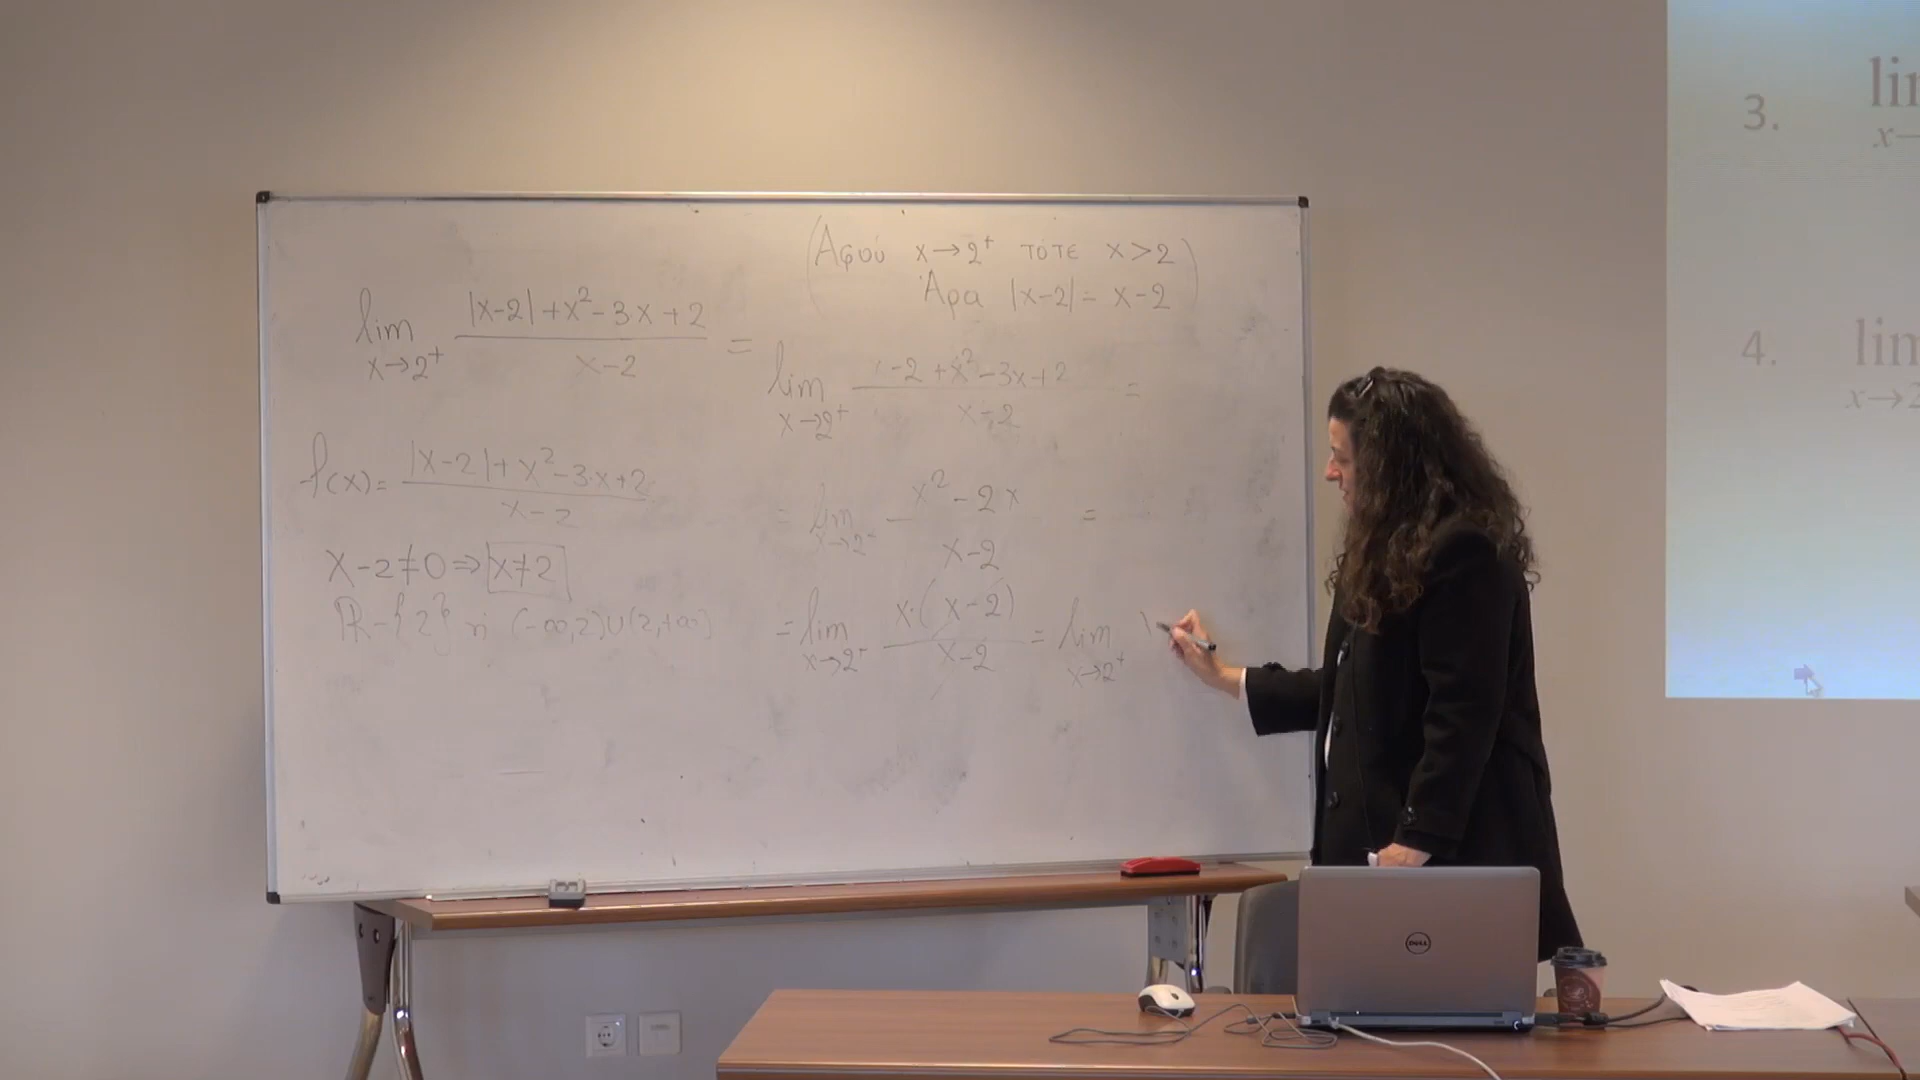 (Αφού x→2⁺ τότε x>2
Άρα |x-2|= x-2)
lim x→2⁺ |x-2|+x²-3x+2 / x-2 =
lim x→2⁺ x-2+x²-3x+2 / x-2 =
f(x)= |x-2|+x²-3·x+2 / x-2
= lim x→2⁺ x²-2x / x-2 =
x-2≠0⇒ x≠2
ℝ-{2} ή (-∞,2)∪(2,+∞)
= lim x→2⁺ x·(x-2) / x-2 = lim x→2⁺
3. lim
x→
4. lim
x→2
DELL